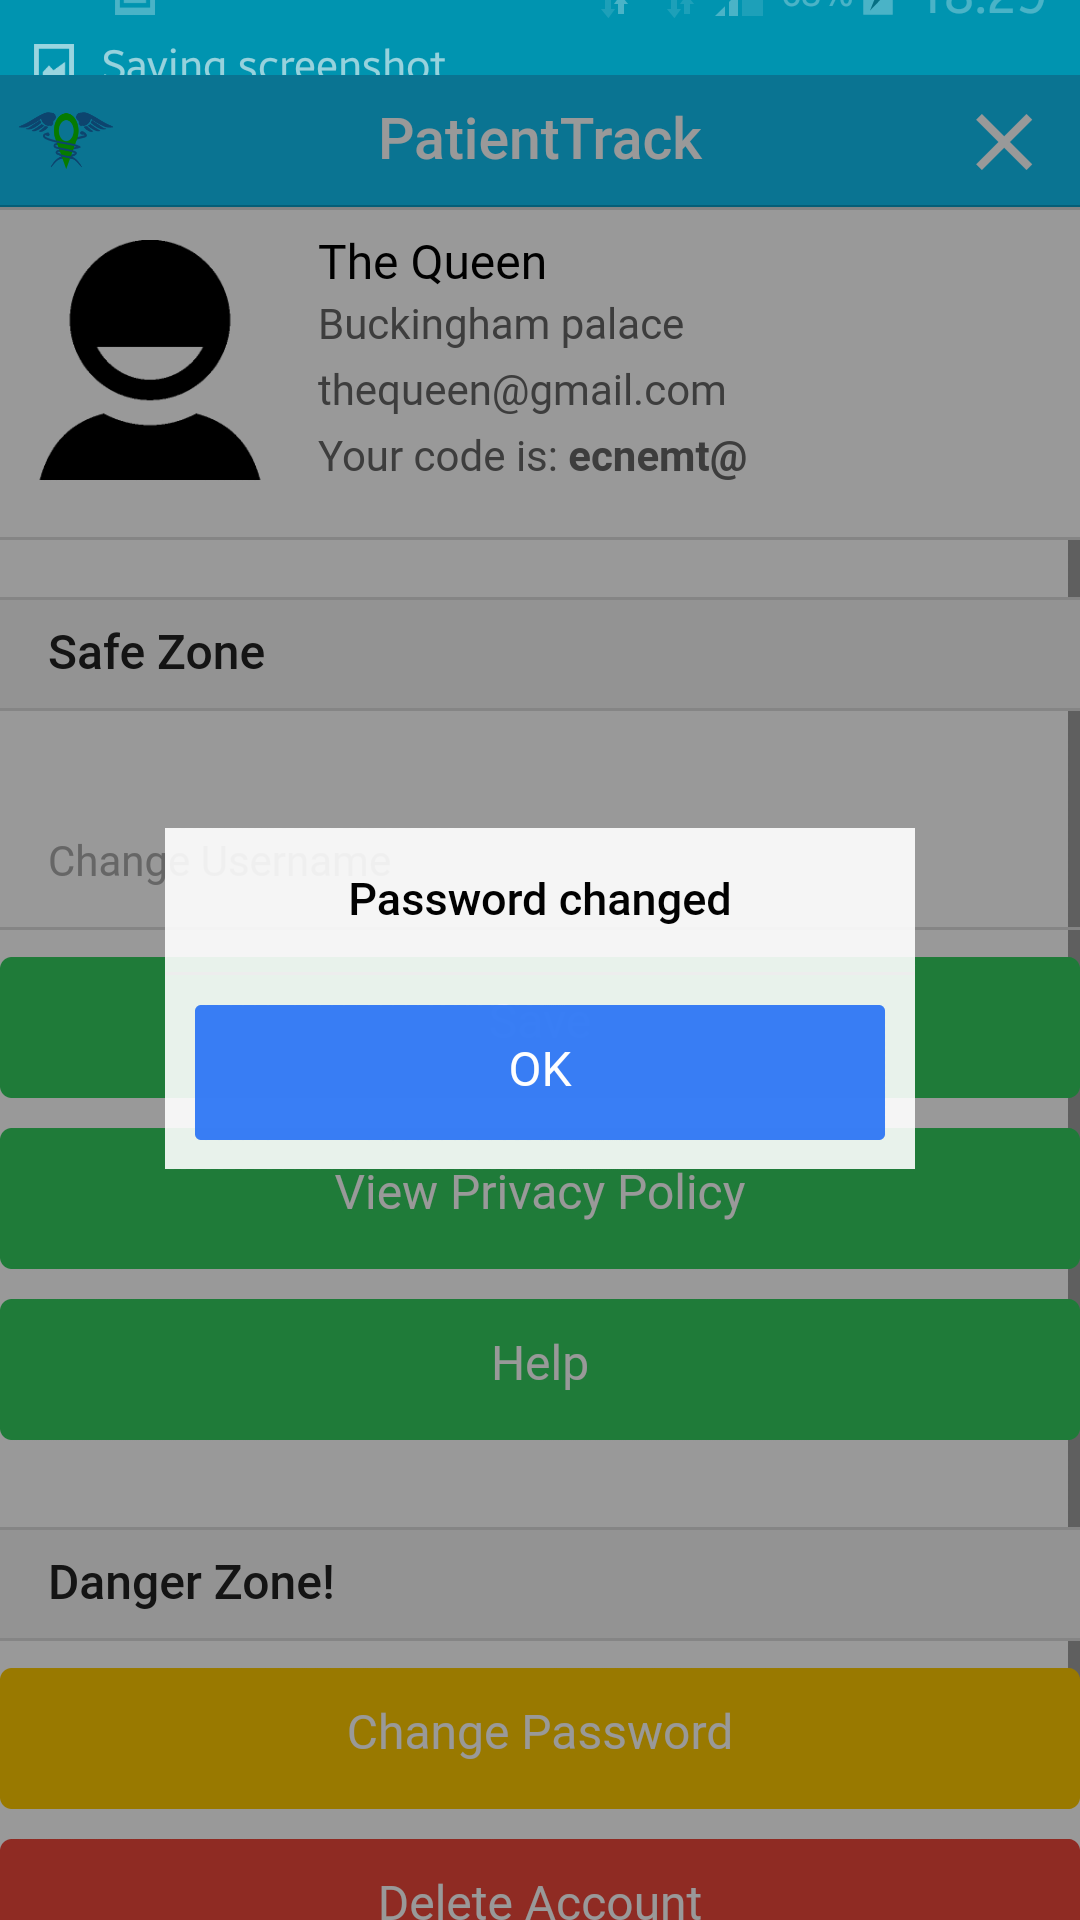 Saving screenshot
PatientTrack
The Queen
Buckingham palace
thequeen@gmail.com
Your code is: ecnemt@
Safe Zone
Change Username
Password changed
OK
View Privacy Policy
Help
Danger Zone!
Change Password
Delete Account